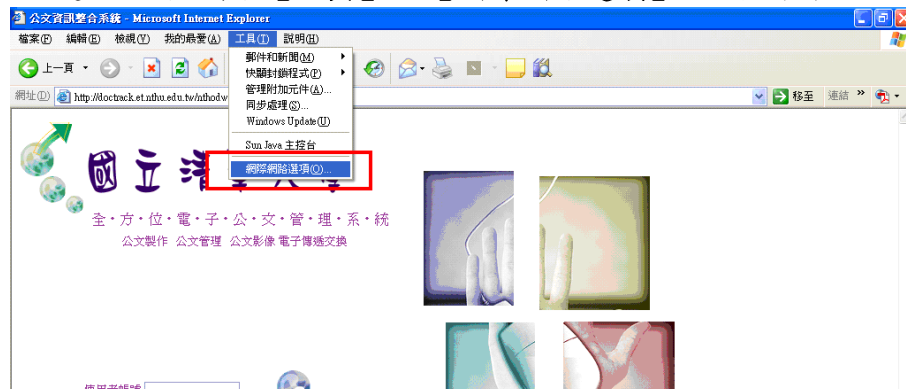 公文資訊整合系統 - Microsoft Internet Explorer
檔案(F) 編輯(E) 檢視(V) 我的最愛(A) 工具(T) 說明(H)
郵件和新聞(M)
快顯封鎖程式(P)
管理附加元件(A)...
同步處理(S)...
Windows Update(U)
Sun Java 主控台
網際網路選項(O)...
上一頁
網址(D) http://doctrack.et.nthu.edu.tw/nthodw 移至 連結 »
國立清
全‧方‧位‧電‧子‧公‧文‧管‧理‧系‧統
公文製作 公文管理 公文影像 電子傳遞交換
使用者帳號